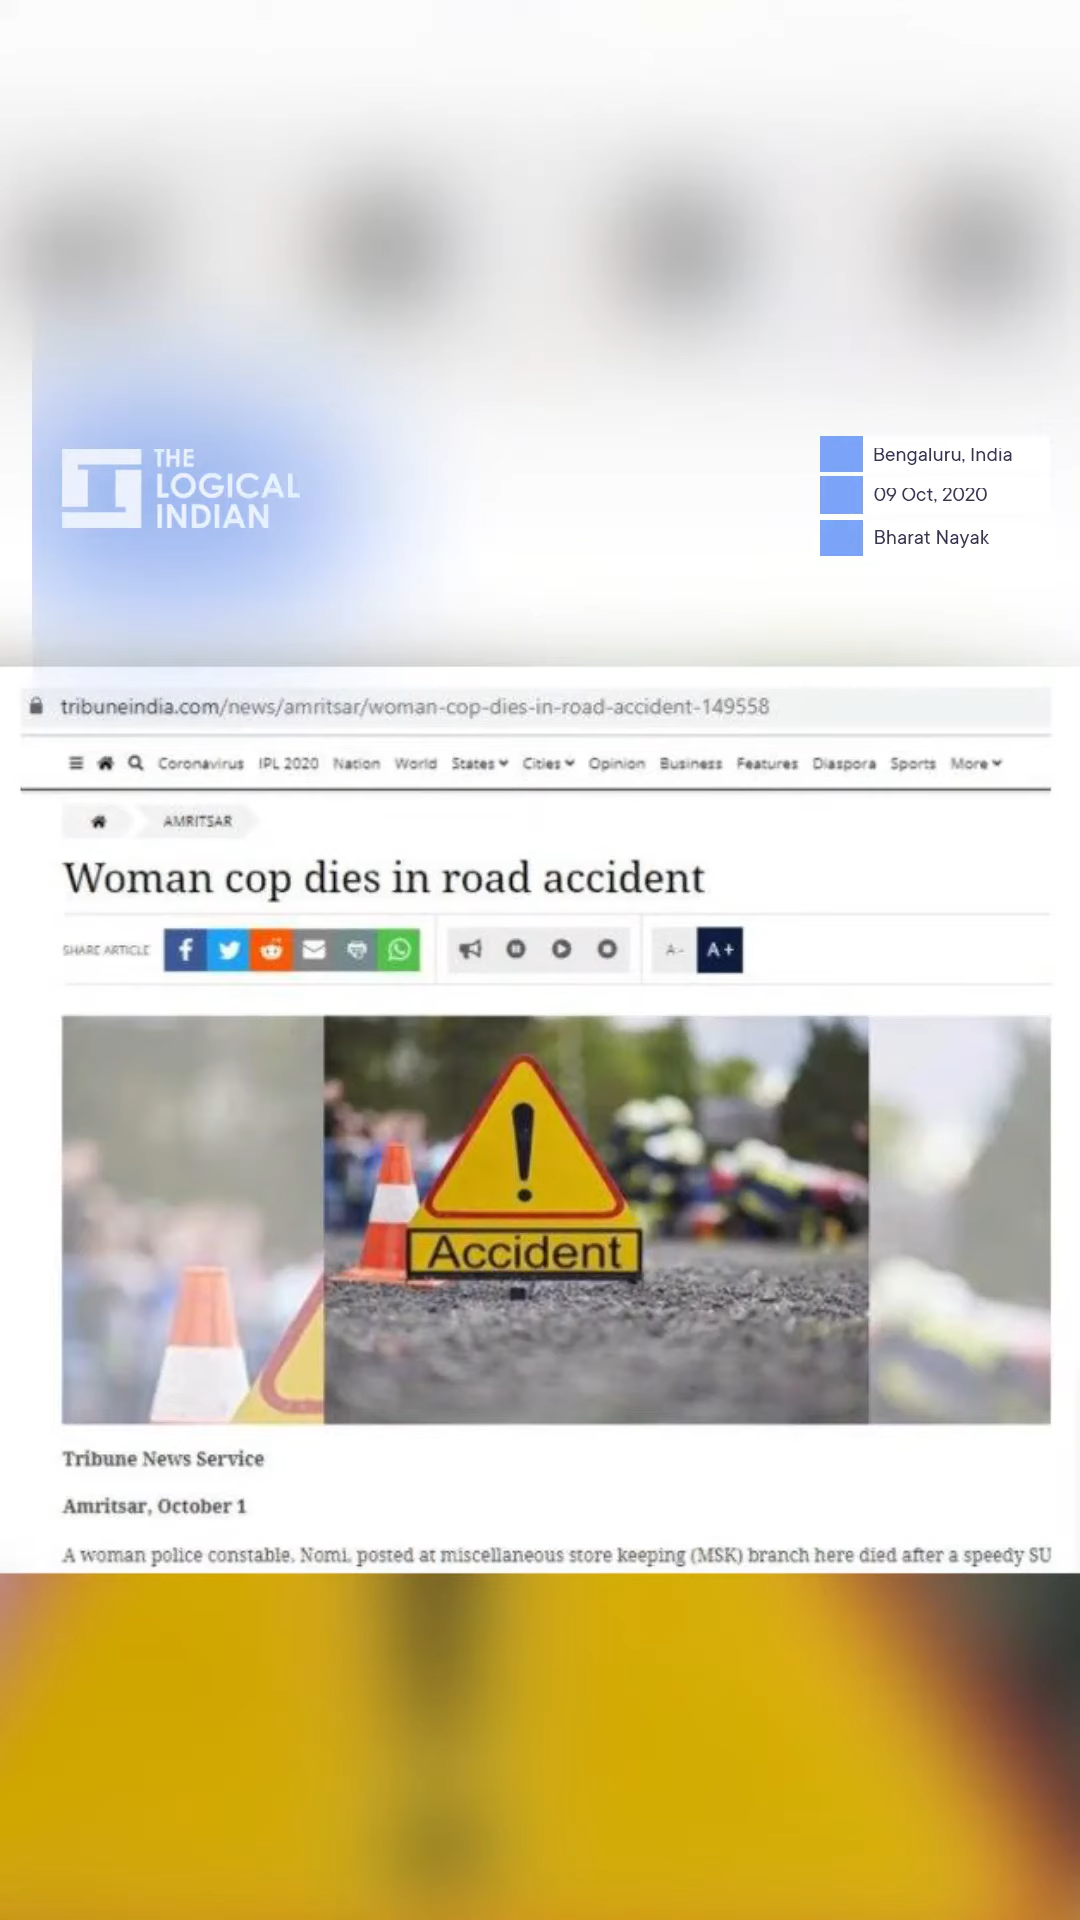 THE
LOGICAL
INDIAN
Bengaluru, India
09 Oct, 2020
Bharat Nayak
tribuneindia.com/news/amritsar/woman-cop-dies-in-road-accident-149558
Coronavirus IPL 2020 Nation World States Cities Opinion Business Features Diaspora Sports More
AMRITSAR
Woman cop dies in road accident
SHARE ARTICLE
A- A+
Accident
Tribune News Service
Amritsar, October 1
A woman police constable, Nomi, posted at miscellaneous store keeping (MSK) branch here died after a speedy SU